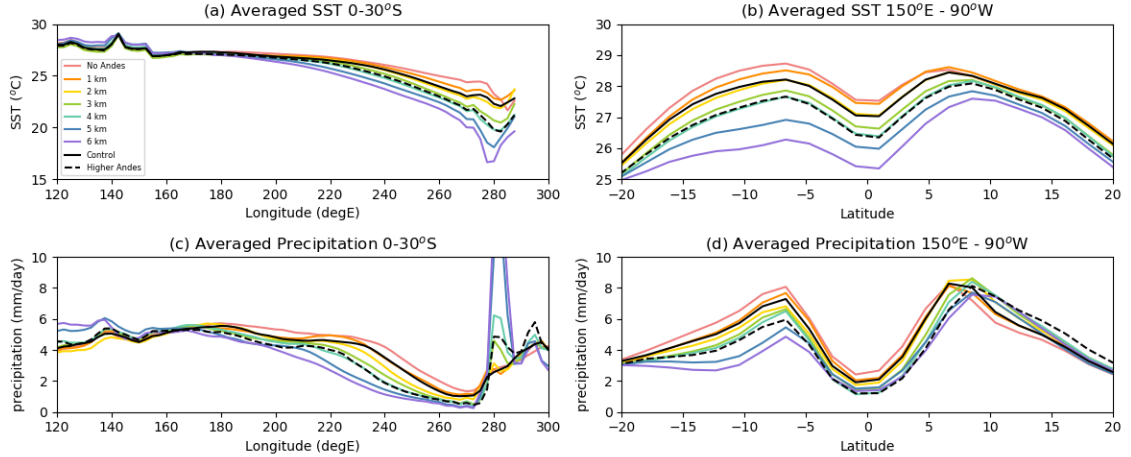 (a) Averaged SST 0-30°S
30
25
20
15
SST (°C)
No Andes
1 km
2 km
3 km
4 km
5 km
6 km
Control
Higher Andes
120 140 160 180 200 220 240 260 280 300
Longitude (degE)
(b) Averaged SST 150°E - 90°W
30
29
28
27
26
25
SST (°C)
−20 −15 −10 −5 0 5 10 15 20
Latitude
(c) Averaged Precipitation 0-30°S
10
8
6
4
2
0
precipitation (mm/day)
120 140 160 180 200 220 240 260 280 300
Longitude (degE)
(d) Averaged Precipitation 150°E - 90°W
10
8
6
4
2
0
precipitation (mm/day)
−20 −15 −10 −5 0 5 10 15 20
Latitude